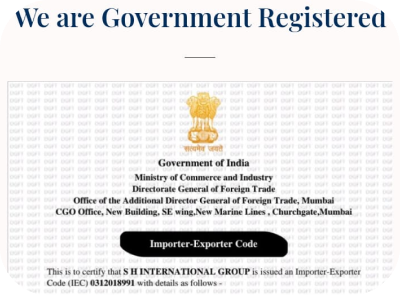 We are Government Registered
सत्यमेव जयते
Government of India
Ministry of Commerce and Industry
Directorate General of Foreign Trade
Office of the Additional Director General of Foreign Trade, Mumbai
CGO Office, New Building, SE wing,New Marine Lines , Churchgate,Mumbai
Importer-Exporter Code
This is to certify that S H INTERNATIONAL GROUP is issued an Importer-Exporter
Code (IEC) 0312018991 with details as follows -